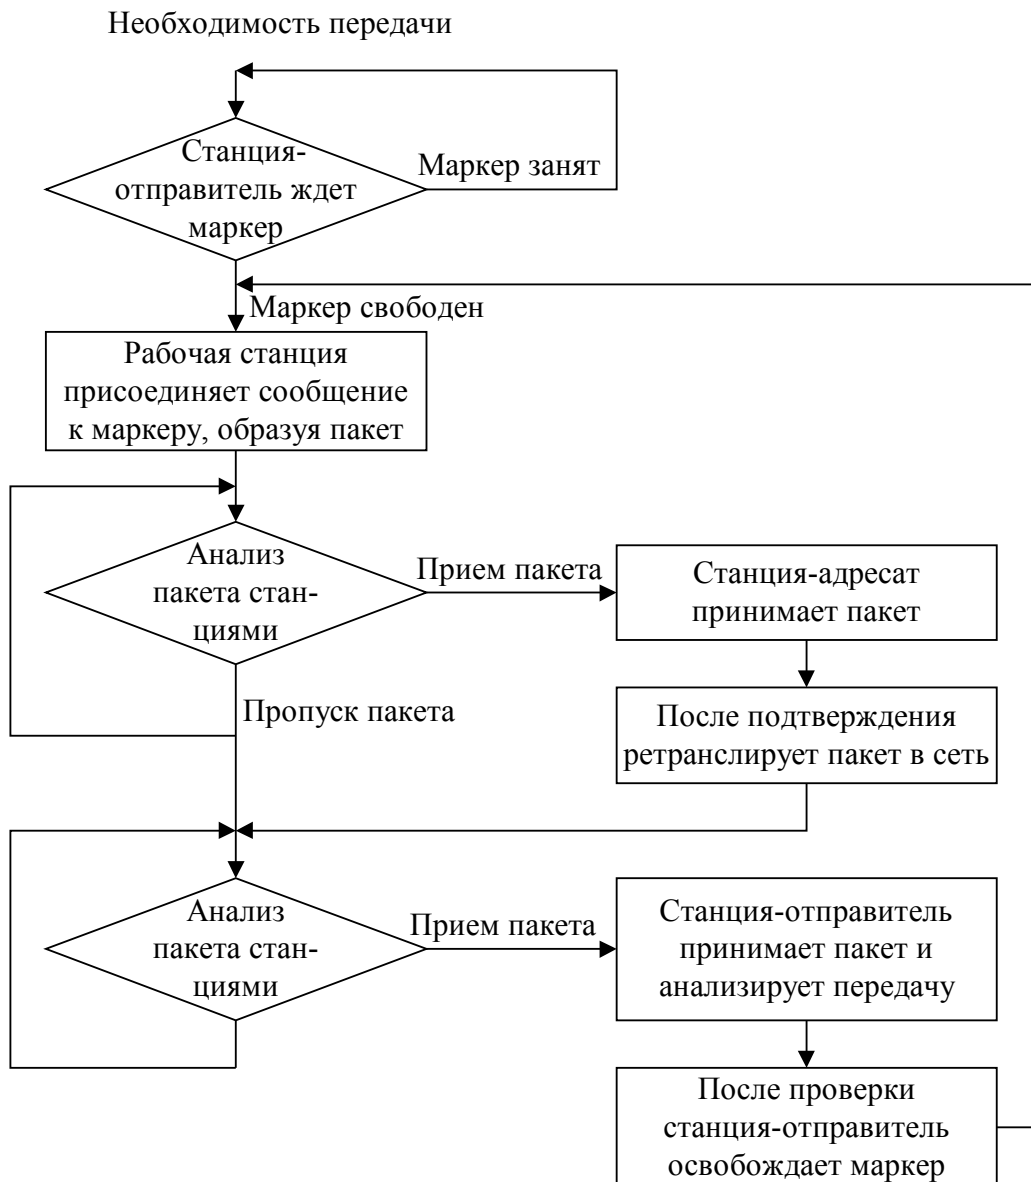 Необходимость передачи
Станция-
отправитель ждет
маркер
Маркер занят
Маркер свободен
Рабочая станция
присоединяет сообщение
к маркеру, образуя пакет
Анализ
пакета стан-
циями
Прием пакета
Станция-адресат
принимает пакет
Пропуск пакета
После подтверждения
ретранслирует пакет в сеть
Анализ
пакета стан-
циями
Прием пакета
Станция-отправитель
принимает пакет и
анализирует передачу
После проверки
станция-отправитель
освобождает маркер